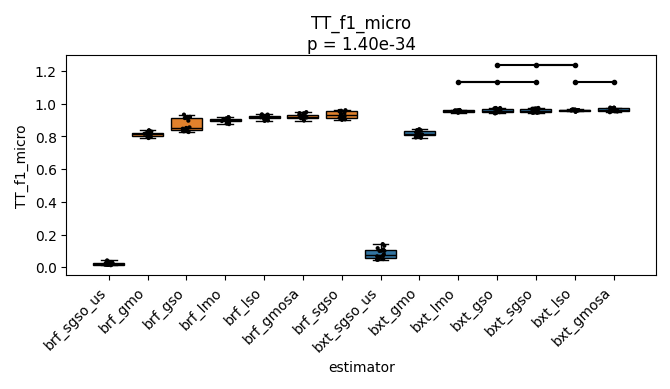 TT_f1_micro
p = 1.40e-34
TT_f1_micro
1.2
1.0
0.8
0.6
0.4
0.2
0.0
brf_sgso_us
brf_gmo
brf_gso
brf_lmo
brf_lso
brf_gmosa
brf_sgso
bxt_sgso_us
bxt_gmo
bxt_lmo
bxt_gso
bxt_sgso
bxt_lso
bxt_gmosa
estimator